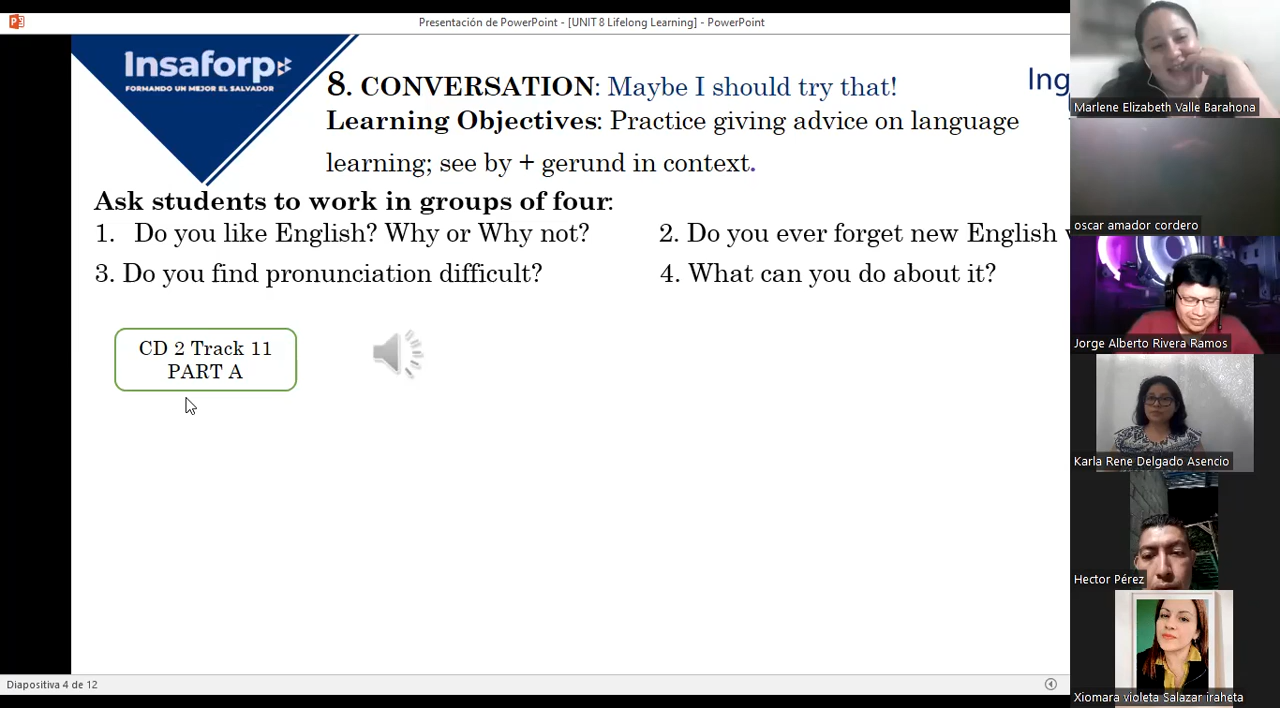 Presentación de PowerPoint - [UNIT 8 Lifelong Learning] - PowerPoint
Insaforp
FORMANDO UN MEJOR EL SALVADOR
8. CONVERSATION: Maybe I should try that!
Ing
Learning Objectives: Practice giving advice on language
learning; see by + gerund in context.
Ask students to work in groups of four:
1. Do you like English? Why or Why not?
2. Do you ever forget new English
3. Do you find pronunciation difficult?
4. What can you do about it?
CD 2 Track 11
PART A
Diapositiva 4 de 12
Marlene Elizabeth Valle Barahona
oscar amador cordero
Jorge Alberto Rivera Ramos
Karla Rene Delgado Asencio
Hector Pérez
Xiomara violeta Salazar iraheta